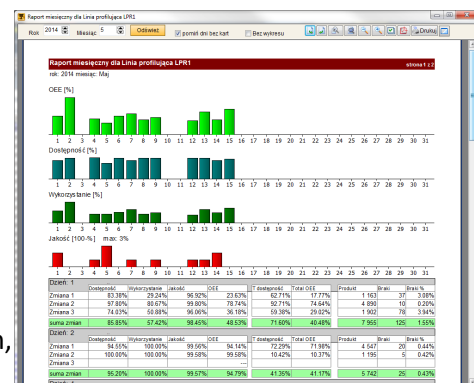 Raport miesięczny dla Linia profilująca LPR1
Rok 2014 Miesiąc 5 Odśwież pomiń dni bez kart Bez wykresu Drukuj
Raport miesięczny dla Linia profilująca LPR1 strona 1 z 2
rok: 2014 miesiąc: Maj
OEE [%]
1 2 3 4 5 6 7 8 9 10 11 12 13 14 15 16 17 18 19 20 21 22 23 24 25 26 27 28 29 30 31
Dostępność [%]
1 2 3 4 5 6 7 8 9 10 11 12 13 14 15 16 17 18 19 20 21 22 23 24 25 26 27 28 29 30 31
Wykorzystanie [%]
1 2 3 4 5 6 7 8 9 10 11 12 13 14 15 16 17 18 19 20 21 22 23 24 25 26 27 28 29 30 31
Jakość [100-%] max: 3%
1 2 3 4 5 6 7 8 9 10 11 12 13 14 15 16 17 18 19 20 21 22 23 24 25 26 27 28 29 30 31
Dzień: 1
Dostępność Wykorzystanie Jakość OEE T dostępność Total OEE Produkt Braki Braki %
Zmiana 1 83.38% 29.24% 96.92% 23.63% 62.71% 17.77% 1 163 37 3.08%
Zmiana 2 97.80% 80.67% 99.80% 78.74% 92.71% 74.64% 4 890 10 0.20%
Zmiana 3 74.03% 50.88% 96.06% 36.18% 59.38% 29.02% 1 902 78 3.94%
suma zmian 85.85% 57.42% 98.45% 48.53% 71.60% 40.48% 7 955 125 1.55%
Dzień: 2
Dostępność Wykorzystanie Jakość OEE T dostępność Total OEE Produkt Braki Braki %
Zmiana 1 94.55% 100.00% 99.56% 94.14% 72.29% 71.98% 4 547 20 0.44%
Zmiana 2 100.00% 100.00% 99.58% 99.58% 10.42% 10.37% 1 195 5 0.42%
Zmiana 3
suma zmian 95.20% 100.00% 99.57% 94.79% 41.35% 41.17% 5 742 25 0.43%